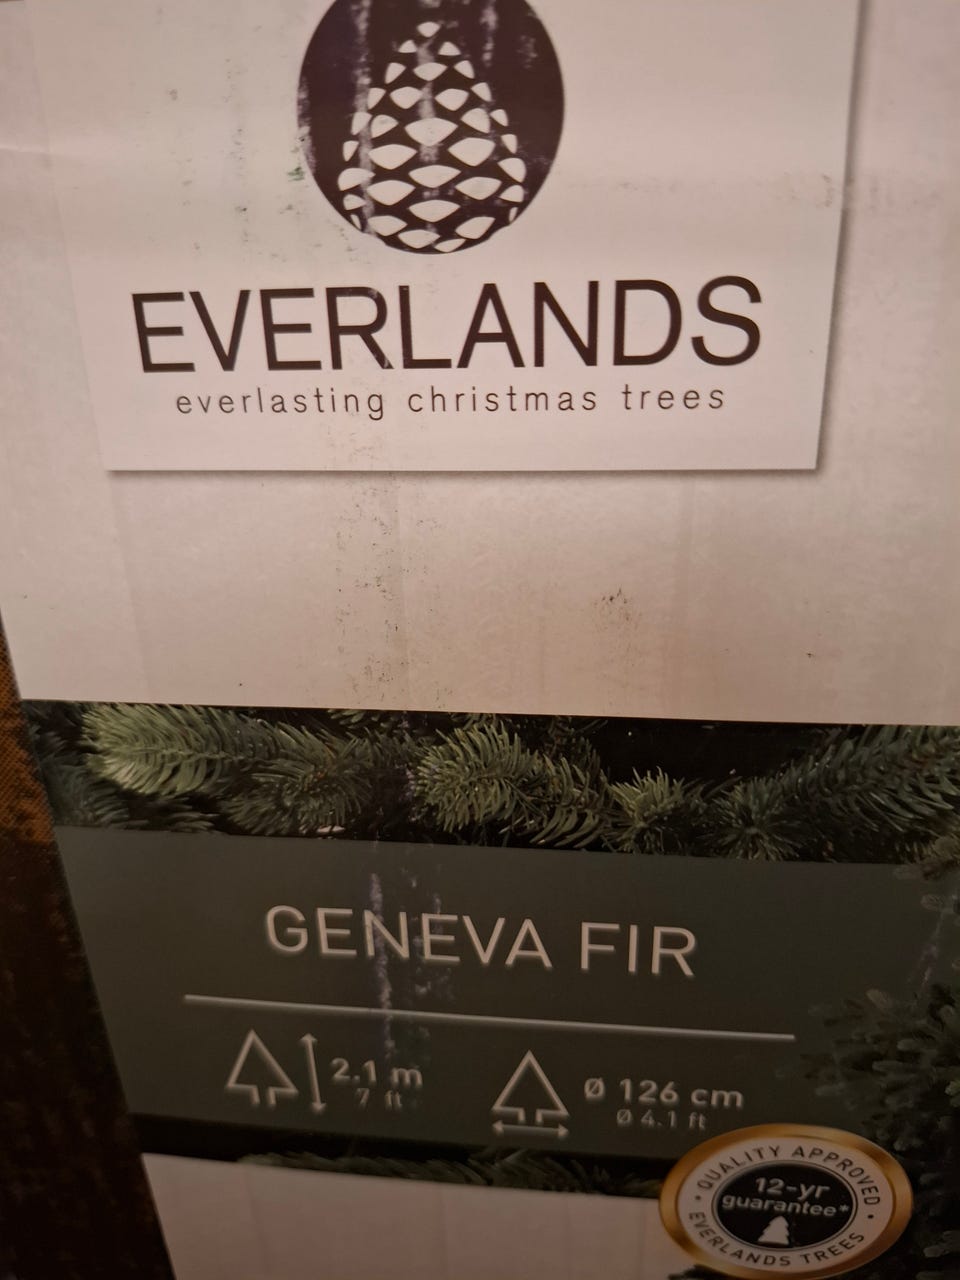 EVERLANDS
everlasting christmas trees
GENEVA FIR
2.1 m
7 ft
Ø 126 cm
Ø 4.1 ft
QUALITY APPROVED
12-yr
guarantee*
EVERLANDS TREES